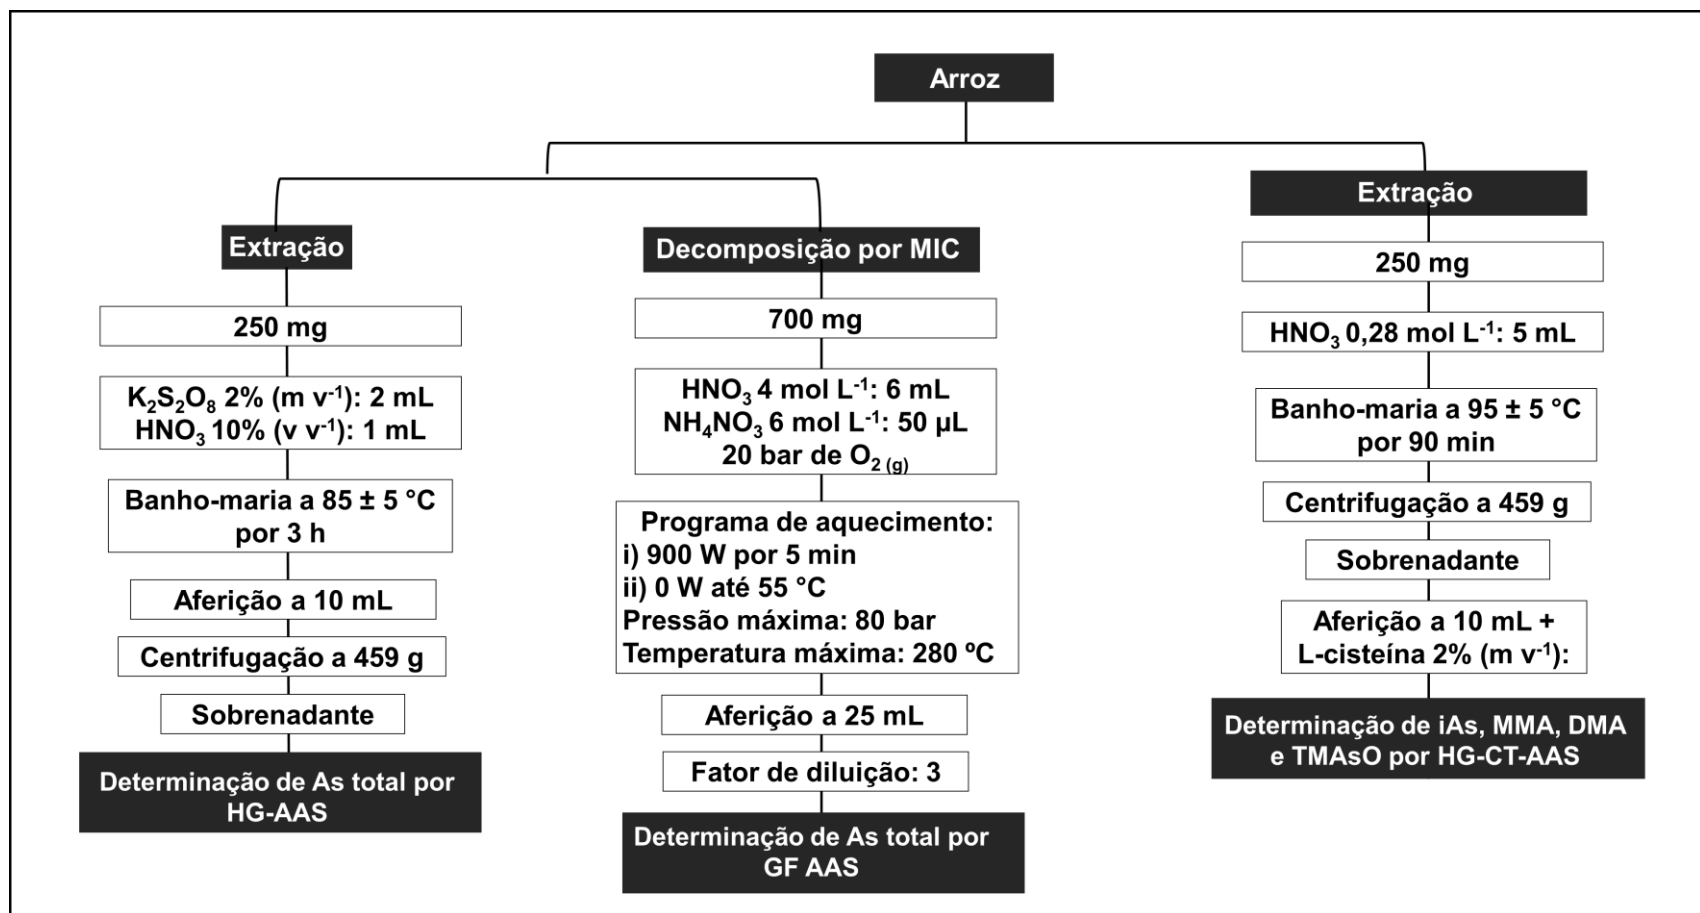 Arroz
Extração
250 mg
K₂S₂O₈ 2% (m v⁻¹): 2 mL
HNO₃ 10% (v v⁻¹): 1 mL
Banho-maria a 85 ± 5 °C
por 3 h
Aferição a 10 mL
Centrifugação a 459 g
Sobrenadante
Determinação de As total por
HG-AAS
Decomposição por MIC
700 mg
HNO₃ 4 mol L⁻¹: 6 mL
NH₄NO₃ 6 mol L⁻¹: 50 µL
20 bar de O₂ (g)
Programa de aquecimento:
i) 900 W por 5 min
ii) 0 W até 55 °C
Pressão máxima: 80 bar
Temperatura máxima: 280 ºC
Aferição a 25 mL
Fator de diluição: 3
Determinação de As total por
GF AAS
Extração
250 mg
HNO₃ 0,28 mol L⁻¹: 5 mL
Banho-maria a 95 ± 5 °C
por 90 min
Centrifugação a 459 g
Sobrenadante
Aferição a 10 mL +
L-cisteína 2% (m v⁻¹):
Determinação de iAs, MMA, DMA
e TMAsO por HG-CT-AAS